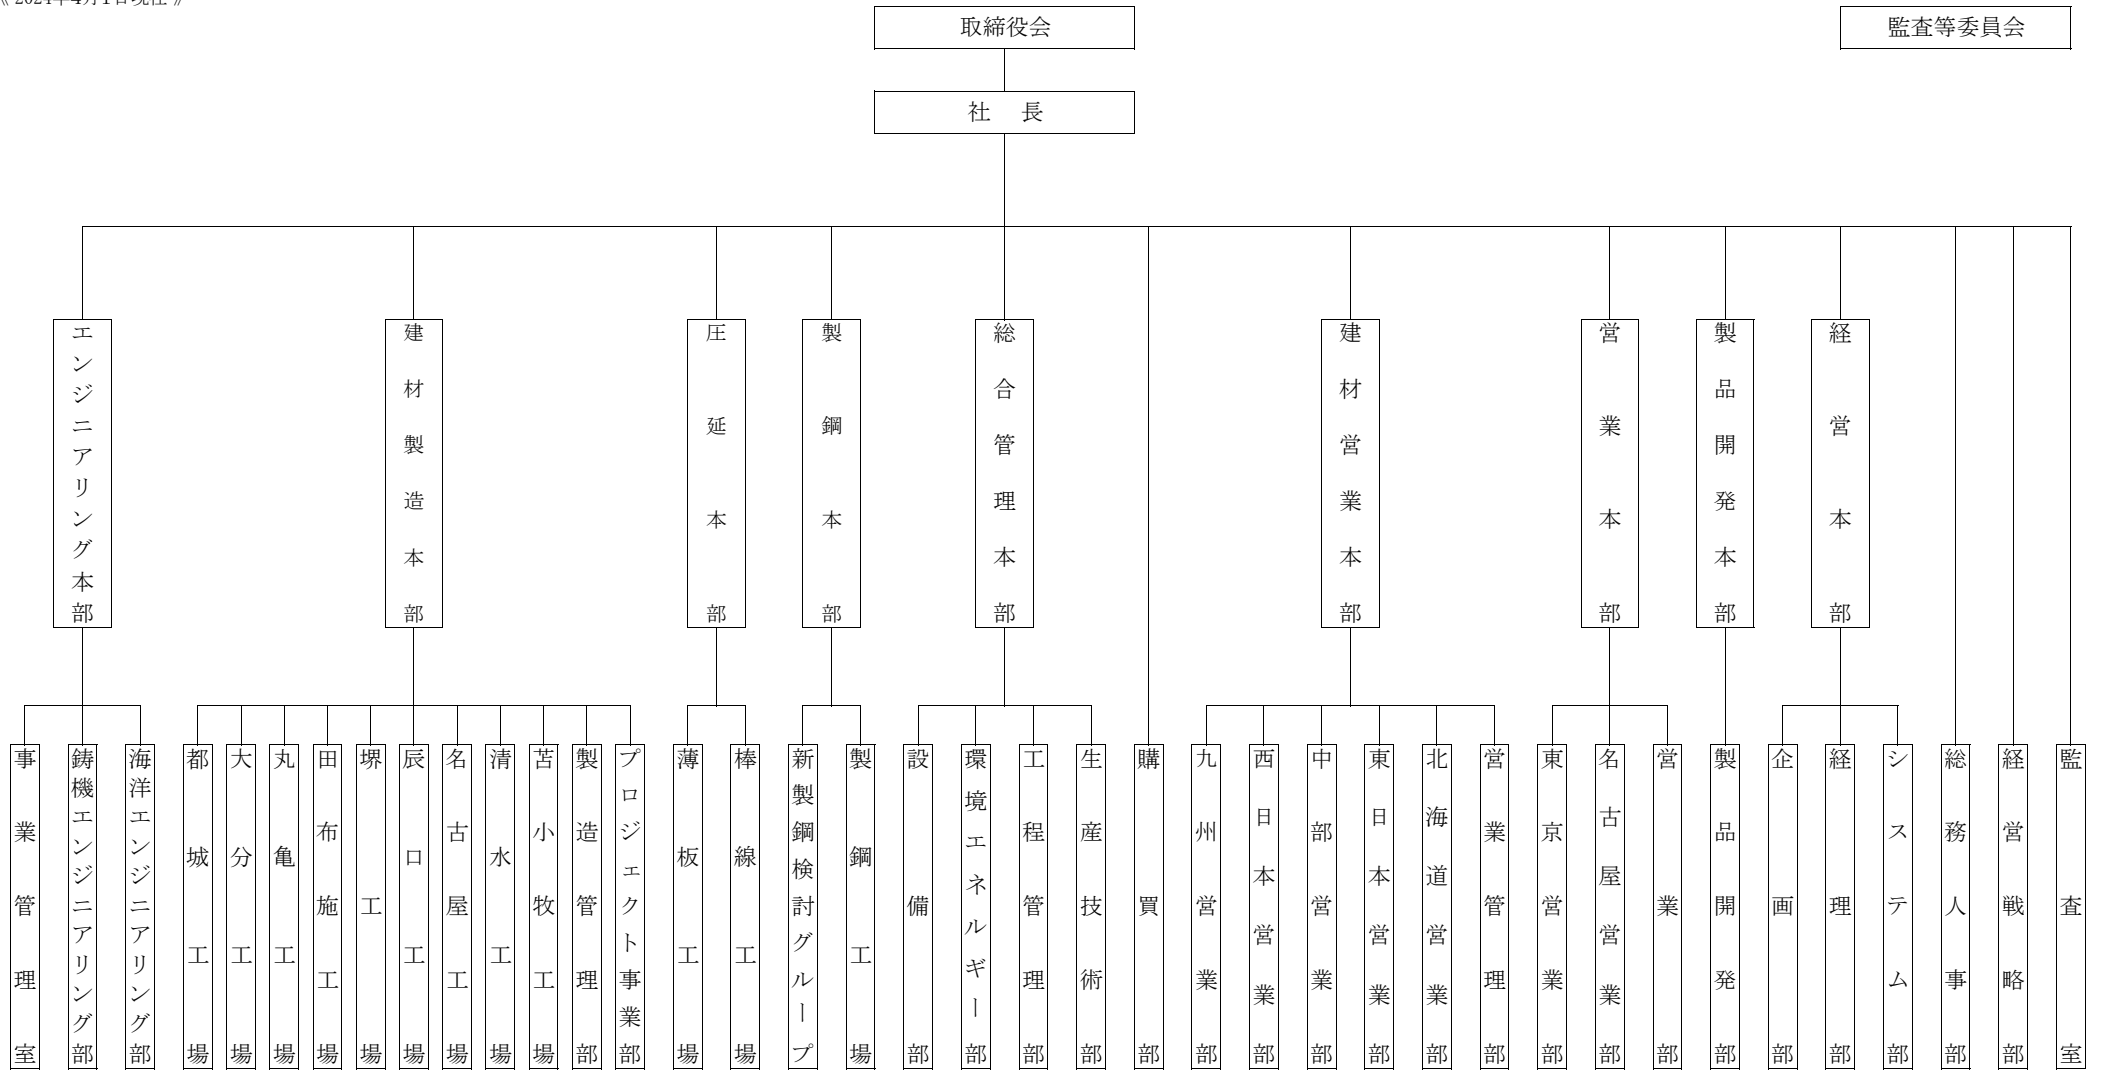 《 2024年4月1日現在 》
取締役会
監査等委員会
社 長
エンジニアリング本部
建材製造本部
圧延本部
製鋼本部
総合管理本部
建材営業本部
営業本部
製品開発本部
経営本部
事業管理室
鋳機エンジニアリング部
海洋エンジニアリング部
都城工場
大分工場
丸亀工場
田布施工場
堺工場
辰口工場
名古屋工場
清水工場
苫小牧工場
製造管理部
プロジェクト事業部
薄板工場
棒線工場
新製鋼検討グループ
製鋼工場
設備部
環境エネルギー部
工程管理部
生産技術部
購買部
九州営業部
西日本営業部
中部営業部
東日本営業部
北海道営業部
営業管理部
東京営業部
名古屋営業部
営業部
製品開発部
企画部
経理部
システム部
総務人事部
経営戦略部
監査室